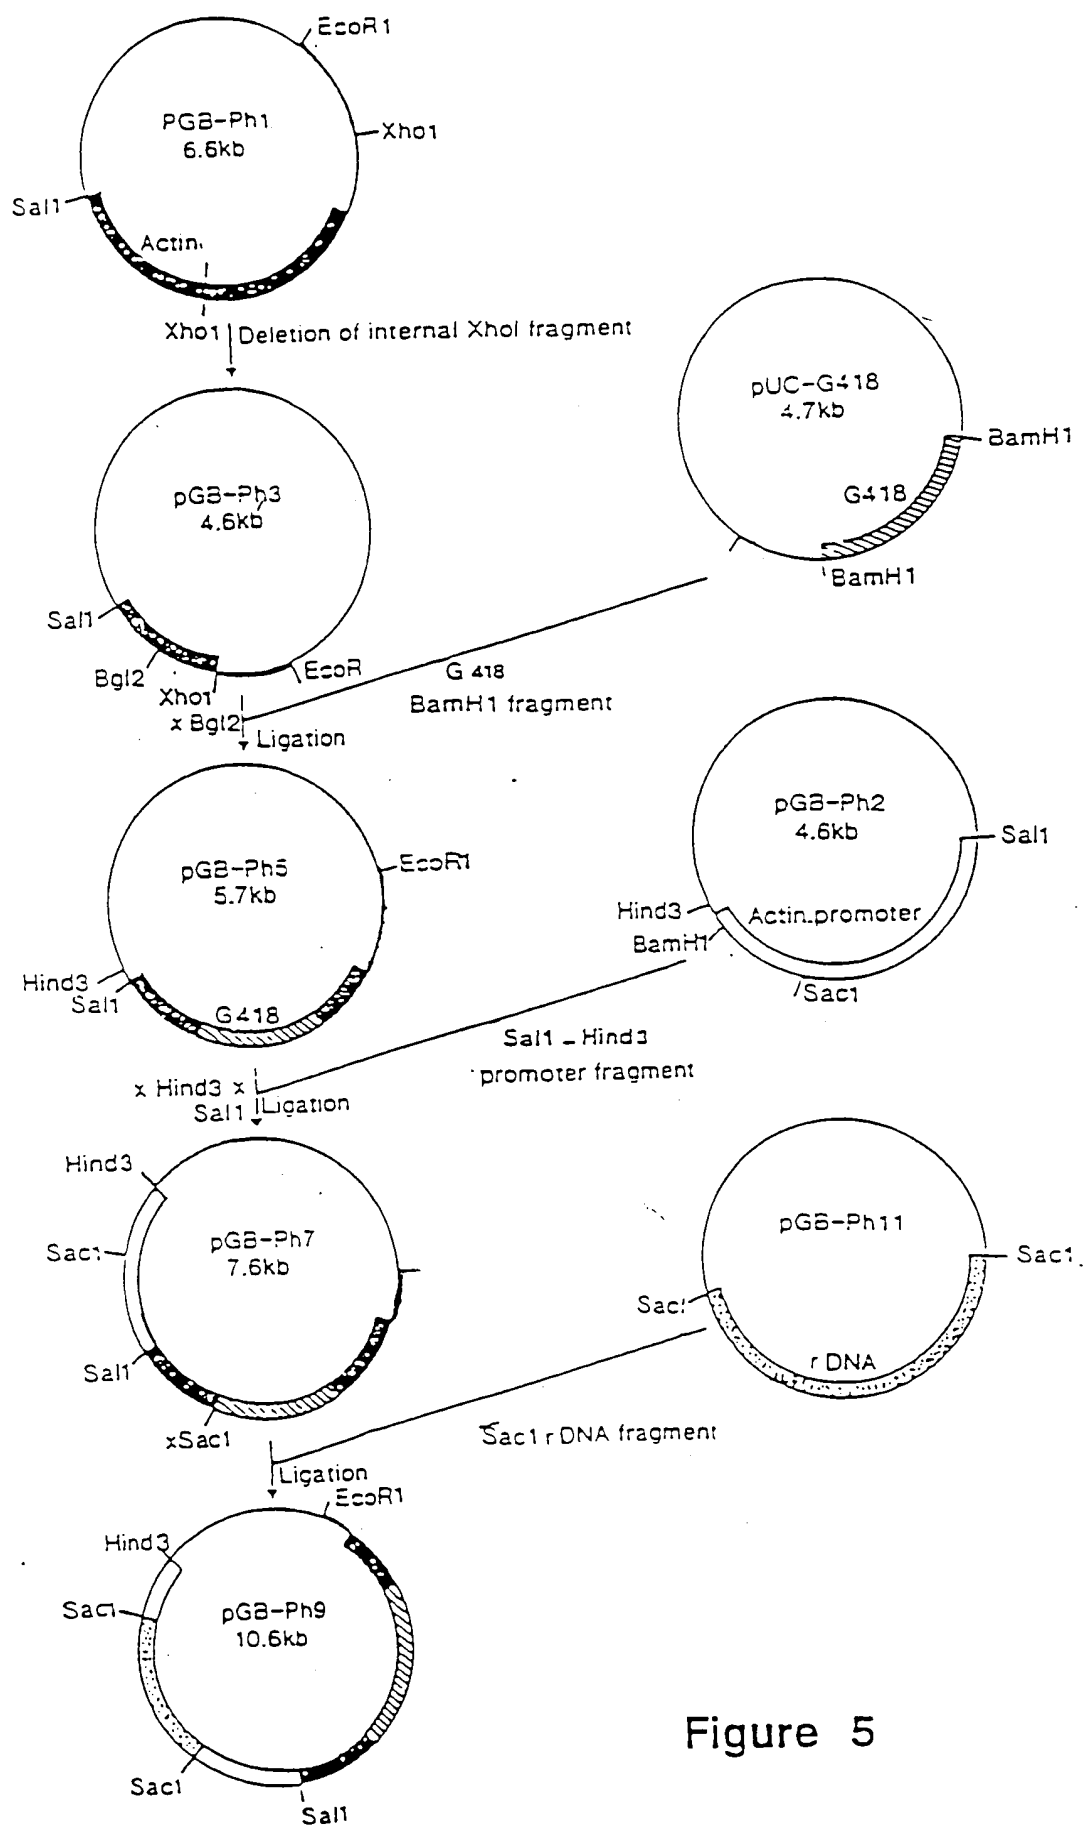 EcoR1
PGB-Ph1
6.6kb
Xho1
Sal1
Actin
Xho1
Deletion of internal XhoI fragment
pUC-G418
4.7kb
BamH1
G418
BamH1
pGB-Ph3
4.6kb
Sal1
Bgl2
Xho1
EcoR
x Bgl2
Ligation
G 418
BamH1 fragment
pGB-Ph5
5.7kb
EcoR1
Hind3
Sal1
G418
pGB-Ph2
4.6kb
Sal1
Hind3
BamH1
Actin promoter
Sac1
Sal1 - Hind3
promoter fragment
x Hind3 x
Sal1
Ligation
Hind3
Sac1
pGB-Ph7
7.6kb
Sal1
xSac1
pGB-Ph11
Sac1
Sac1
r DNA
Sac1 r DNA fragment
Ligation
EcoR1
Hind3
Sac1
pGB-Ph9
10.6kb
Sac1
Sal1
Figure 5